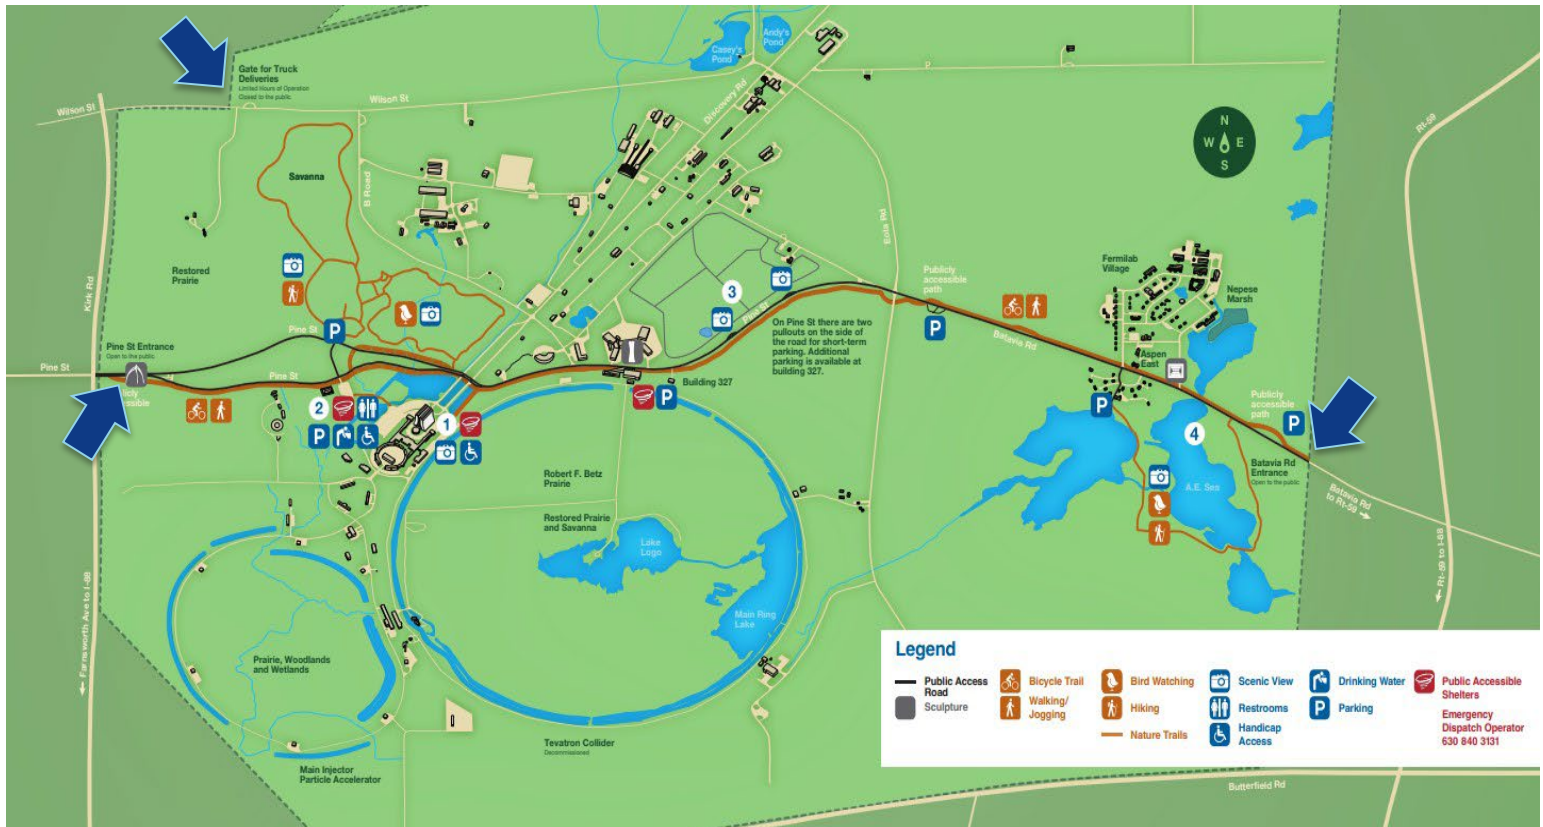 Casey's
Pond
Andy's
Pond
Gate for Truck
Deliveries
Limited Hours of Operation
Closed to the public.
Wilson St
Wilson St
Discovery Rd
Rt-59
N
W E
S
Savanna
B Road
Eola Rd
Restored
Prairie
Kirk Rd
Fermilab
Village
Nepese
Marsh
Publicly
accessible
path
3
Pine St
Pine St
P
P
On Pine St there are two
pullouts on the side of
the road for short-term
parking. Additional
parking is available at
building 327.
Batavia Rd
Pine St Entrance
Open to the public.
Aspen
East
Pine St
Pine St
Building 327
P
P
Publicly
accessible
path
P
2
P
1
4
Batavia Rd
Entrance
Open to the public
Robert F. Betz
Prairie
A.E. Sea
Batavia Rd
to Rt-59
Restored Prairie
and Savanna
Lake
Logo
Rt-59 to I-88
Farnsworth Ave to I-88
Main Ring
Lake
Prairie, Woodlands
and Wetlands
Tevatron Collider
Decommissioned
Main Injector
Particle Accelerator
Butterfield Rd
Legend
Public Access
Road
Sculpture
Bicycle Trail
Walking/
Jogging
Bird Watching
Hiking
Nature Trails
Scenic View
Restrooms
Handicap
Access
Drinking Water
P
Parking
Public Accessible
Shelters
Emergency
Dispatch Operator
630 840 3131